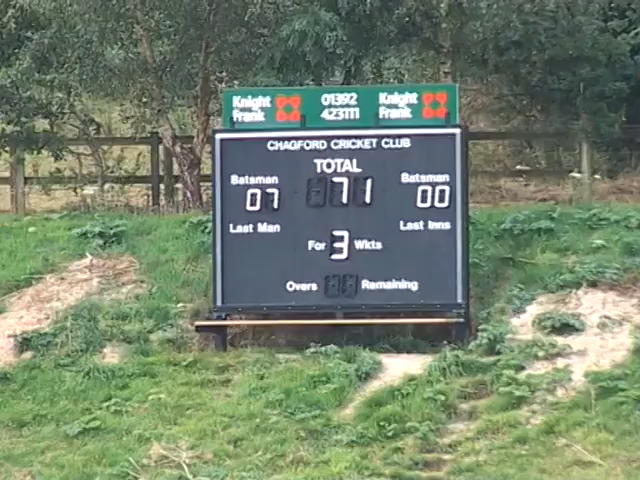 Knight Frank 01392 423111 Knight Frank
CHAGFORD CRICKET CLUB
TOTAL
Batsman 71 Batsman
07 00
Last Man Last Inns
For 3 Wkts
Overs Remaining